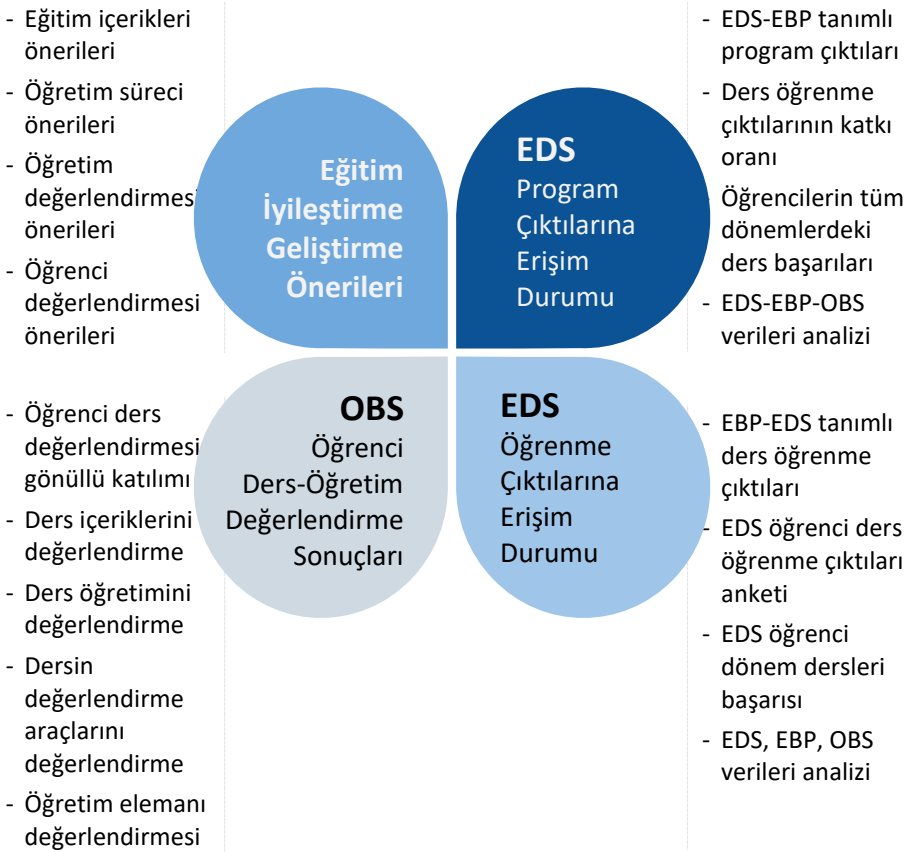 - Eğitim içerikleri
önerileri
- Öğretim süreci
önerileri
- Öğretim
değerlendirmesi
önerileri
- Öğrenci
değerlendirmesi
önerileri
Eğitim
İyileştirme
Geliştirme
Önerileri
EDS
Program
Çıktılarına
Erişim
Durumu
- EDS-EBP tanımlı
program çıktıları
- Ders öğrenme
çıktılarının katkı
oranı
Öğrencilerin tüm
dönemlerdeki
ders başarıları
- EDS-EBP-OBS
verileri analizi
- Öğrenci ders
değerlendirmesi
gönüllü katılımı
- Ders içeriklerini
değerlendirme
- Ders öğretimini
değerlendirme
- Dersin
değerlendirme
araçlarını
değerlendirme
- Öğretim elemanı
değerlendirmesi
OBS
Öğrenci
Ders-Öğretim
Değerlendirme
Sonuçları
EDS
Öğrenme
Çıktılarına
Erişim
Durumu
- EBP-EDS tanımlı
ders öğrenme
çıktıları
- EDS öğrenci ders
öğrenme çıktıları
anketi
- EDS öğrenci
dönem dersleri
başarısı
- EDS, EBP, OBS
verileri analizi